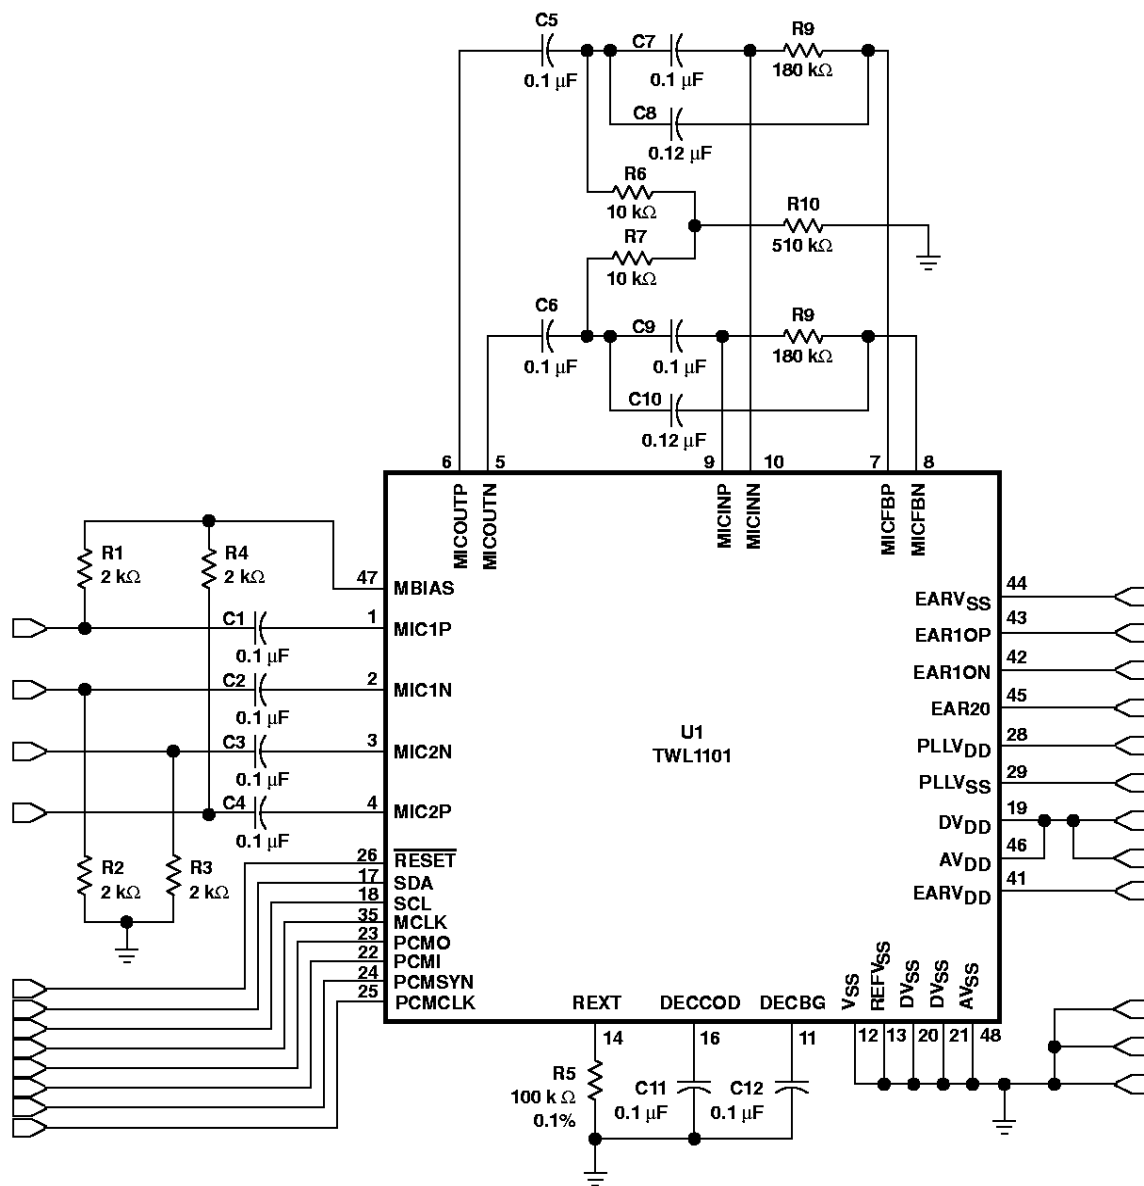 C5
0.1 µF
C7
0.1 µF
R9
180 kΩ
C8
0.12 µF
R6
10 kΩ
R10
510 kΩ
R7
10 kΩ
C6
0.1 µF
C9
0.1 µF
R9
180 kΩ
C10
0.12 µF
6
5
9
10
7
8
MICOUTP
MICOUTN
MICINP
MICINN
MICFBP
MICFBN
R1
2 kΩ
R4
2 kΩ
47
MBIAS
C1
0.1 µF
1
MIC1P
C2
0.1 µF
2
MIC1N
C3
0.1 µF
3
MIC2N
C4
0.1 µF
4
MIC2P
R2
2 kΩ
R3
2 kΩ
26
RESET
17
SDA
18
SCL
35
MCLK
23
PCMO
22
PCMI
24
PCMSYN
25
PCMCLK
U1
TWL1101
EARVSS
44
EAR1OP
43
EAR1ON
42
EAR20
45
PLLVDD
28
PLLVSS
29
DVDD
19
AVDD
46
EARVDD
41
REXT
DECCOD
DECBG
VSS
REFVSS
DVSS
DVSS
AVSS
14
16
11
12
13
20
21
48
R5
100 k Ω
0.1%
C11
0.1 µF
C12
0.1 µF